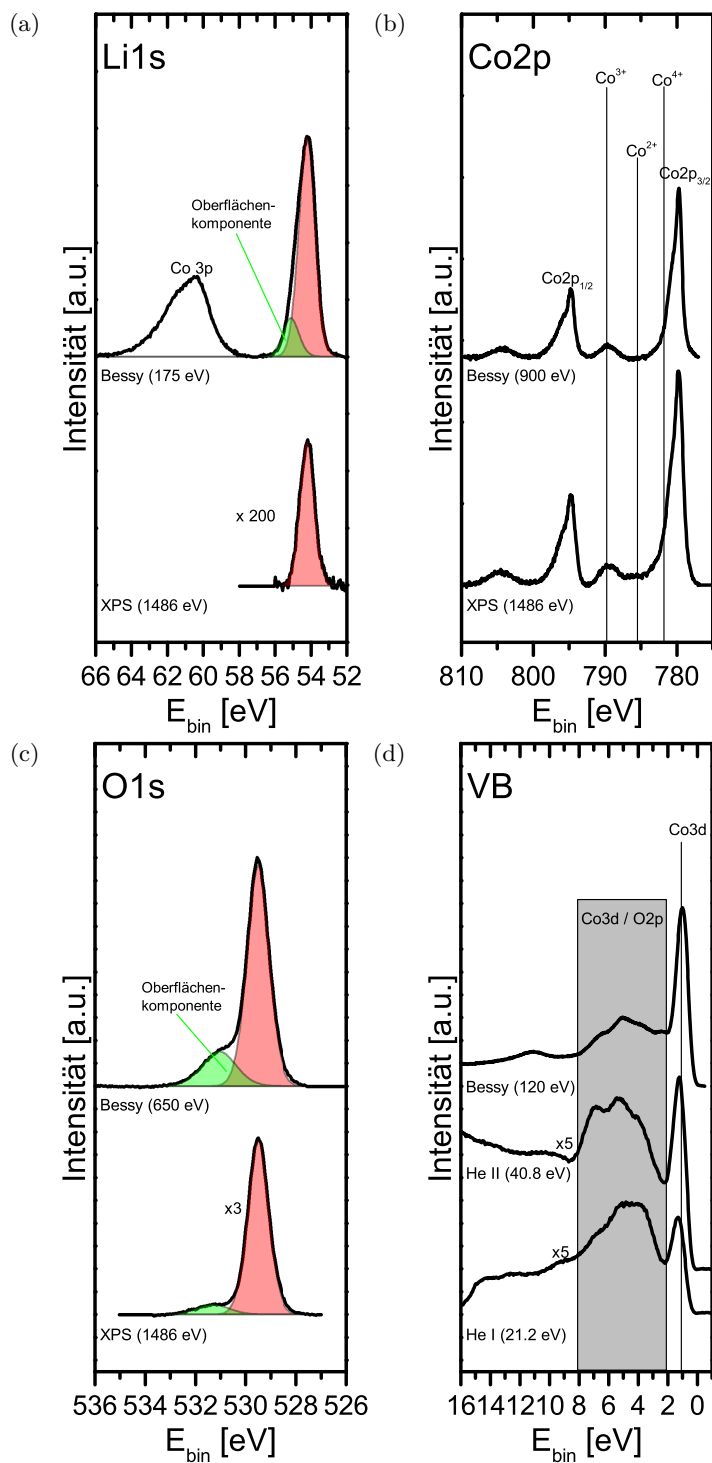 (a)
Li1s
Oberflächen-
komponente
Co 3p
Bessy (175 eV)
x 200
XPS (1486 eV)
Intensität [a.u.]
66 64 62 60 58 56 54 52
E_bin [eV]
(b)
Co2p
Co³⁺
Co⁴⁺
Co²⁺
Co2p_3/2
Co2p_1/2
Bessy (900 eV)
XPS (1486 eV)
Intensität [a.u.]
810 800 790 780
E_bin [eV]
(c)
O1s
Oberflächen-
komponente
Bessy (650 eV)
x3
XPS (1486 eV)
Intensität [a.u.]
536 534 532 530 528 526
E_bin [eV]
(d)
VB
Co3d
Co3d / O2p
Bessy (120 eV)
x5
He II (40.8 eV)
x5
He I (21.2 eV)
Intensität [a.u.]
16 14 12 10 8 6 4 2 0
E_bin [eV]